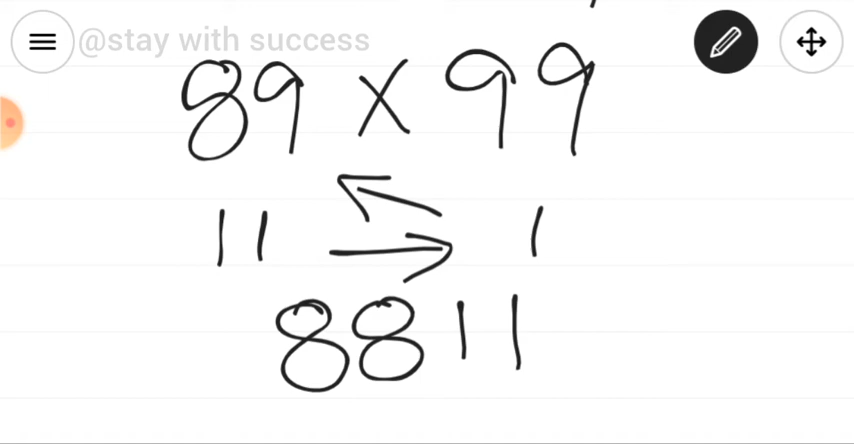 @stay with success
89 × 99
11 1
8811